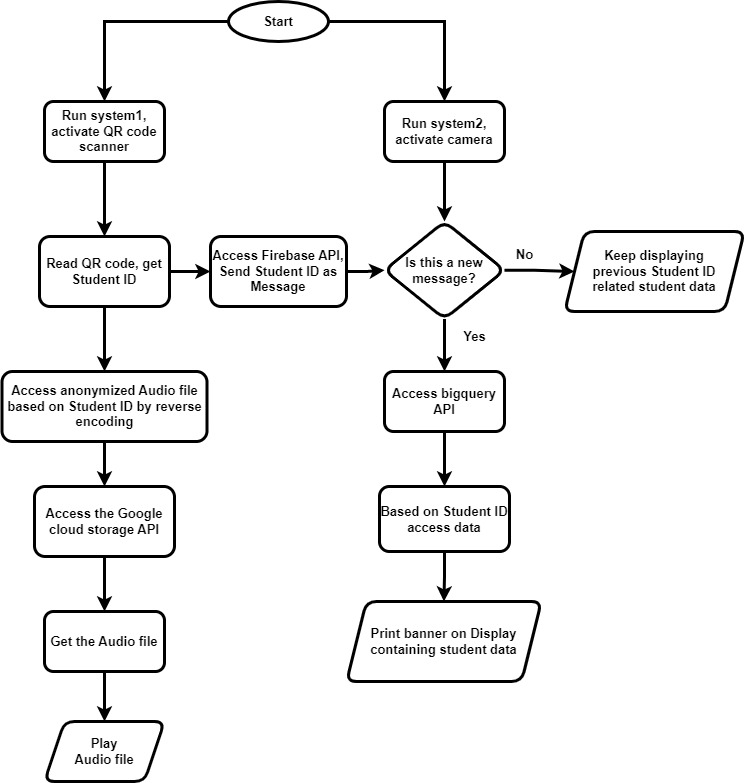 Start
Run system1,
activate QR code
scanner
Run system2,
activate camera
Read QR code, get
Student ID
Access Firebase API,
Send Student ID as
Message
Is this a new
message?
No
Keep displaying
previous Student ID
related student data
Yes
Access anonymized Audio file
based on Student ID by reverse
encoding
Access bigquery
API
Access the Google
cloud storage API
Based on Student ID
access data
Get the Audio file
Print banner on Display
containing student data
Play
Audio file